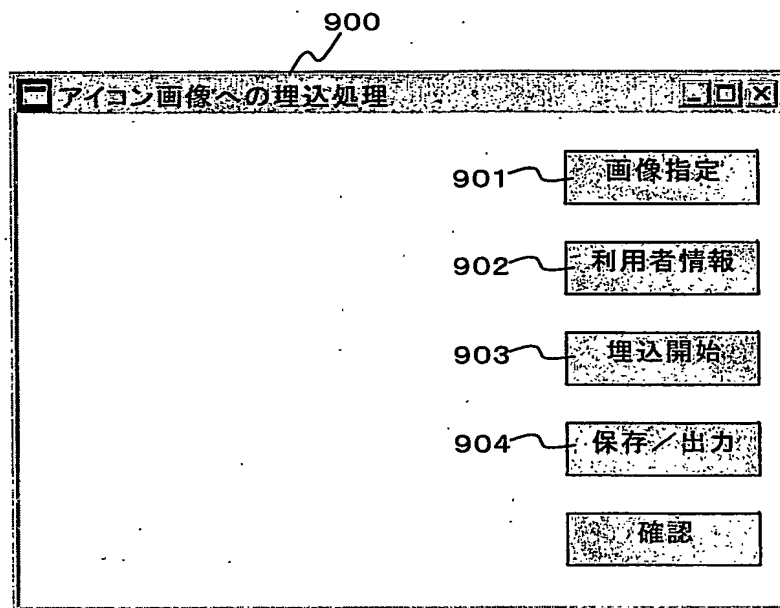 900
アイコン画像への埋込処理
901 画像指定
902 利用者情報
903 埋込開始
904 保存／出力
確認